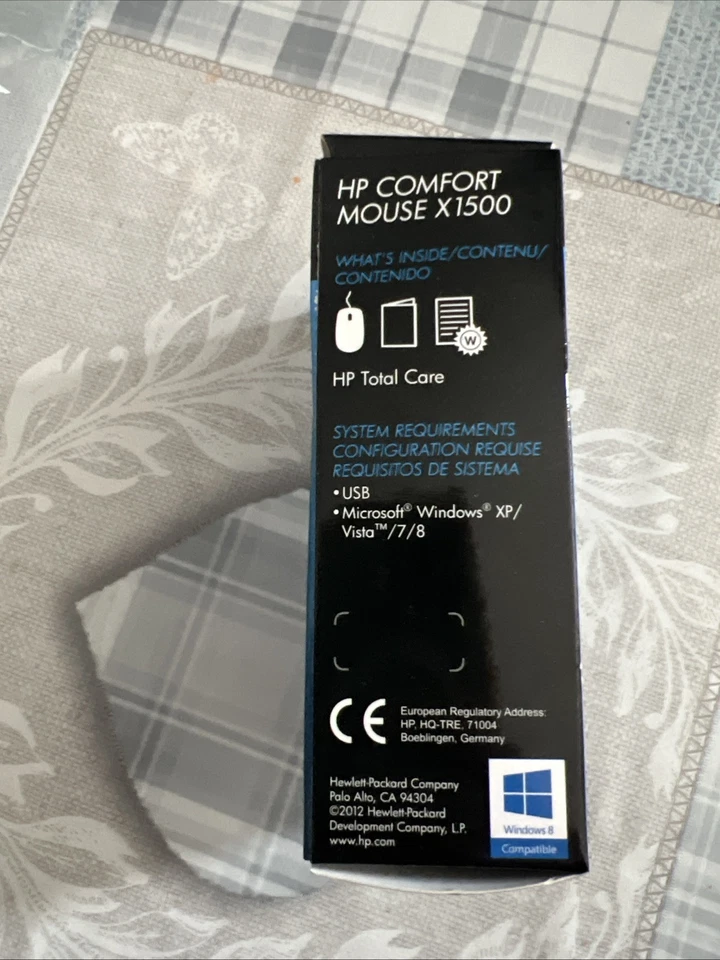 HP COMFORT
MOUSE X1500
WHAT'S INSIDE/CONTENU/
CONTENIDO
W
HP Total Care
SYSTEM REQUIREMENTS
CONFIGURATION REQUISE
REQUISITOS DE SISTEMA
• USB
• Microsoft® Windows® XP/
Vista™/7/8
CE
European Regulatory Address:
HP, HQ-TRE, 71004
Boeblingen, Germany
Hewlett-Packard Company
Palo Alto, CA 94304
©2012 Hewlett-Packard
Development Company, L.P.
www.hp.com
Windows 8
Compatible